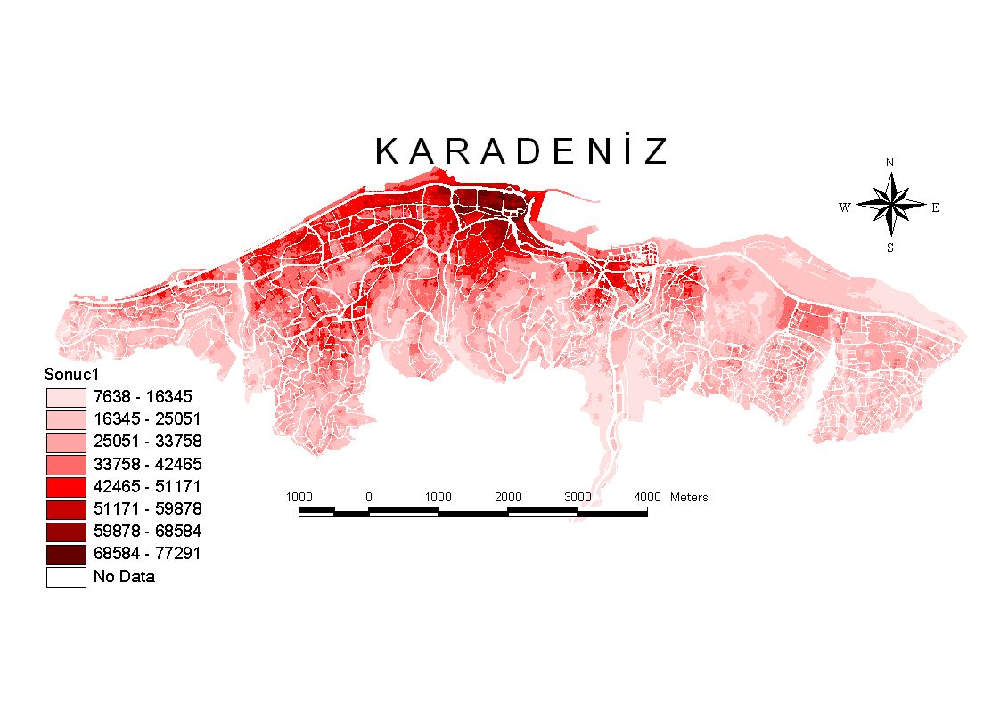 KARADENİZ
N
W E
S
Sonuc1
7638 - 16345
16345 - 25051
25051 - 33758
33758 - 42465
42465 - 51171
51171 - 59878
59878 - 68584
68584 - 77291
No Data
1000 0 1000 2000 3000 4000 Meters